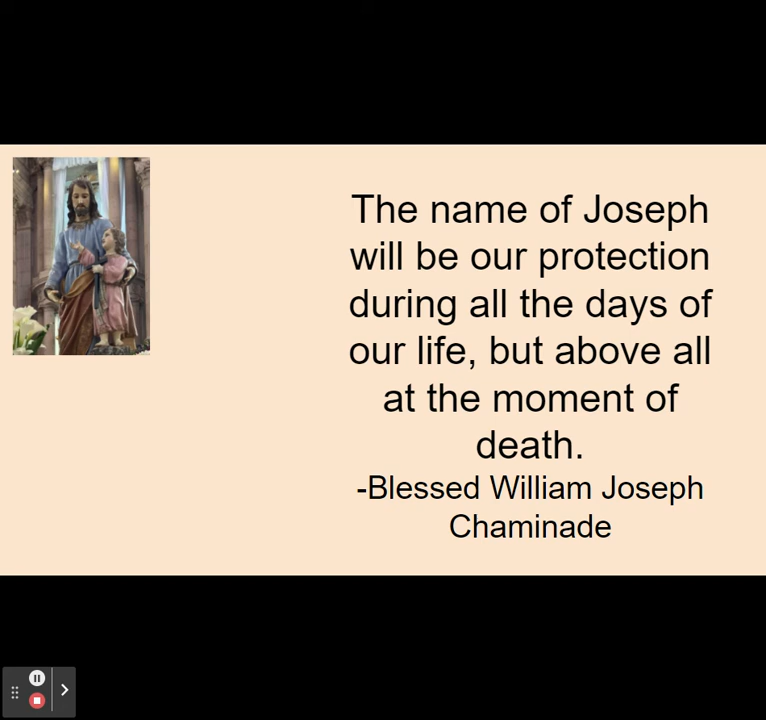 The name of Joseph
will be our protection
during all the days of
our life, but above all
at the moment of
death.
-Blessed William Joseph
Chaminade